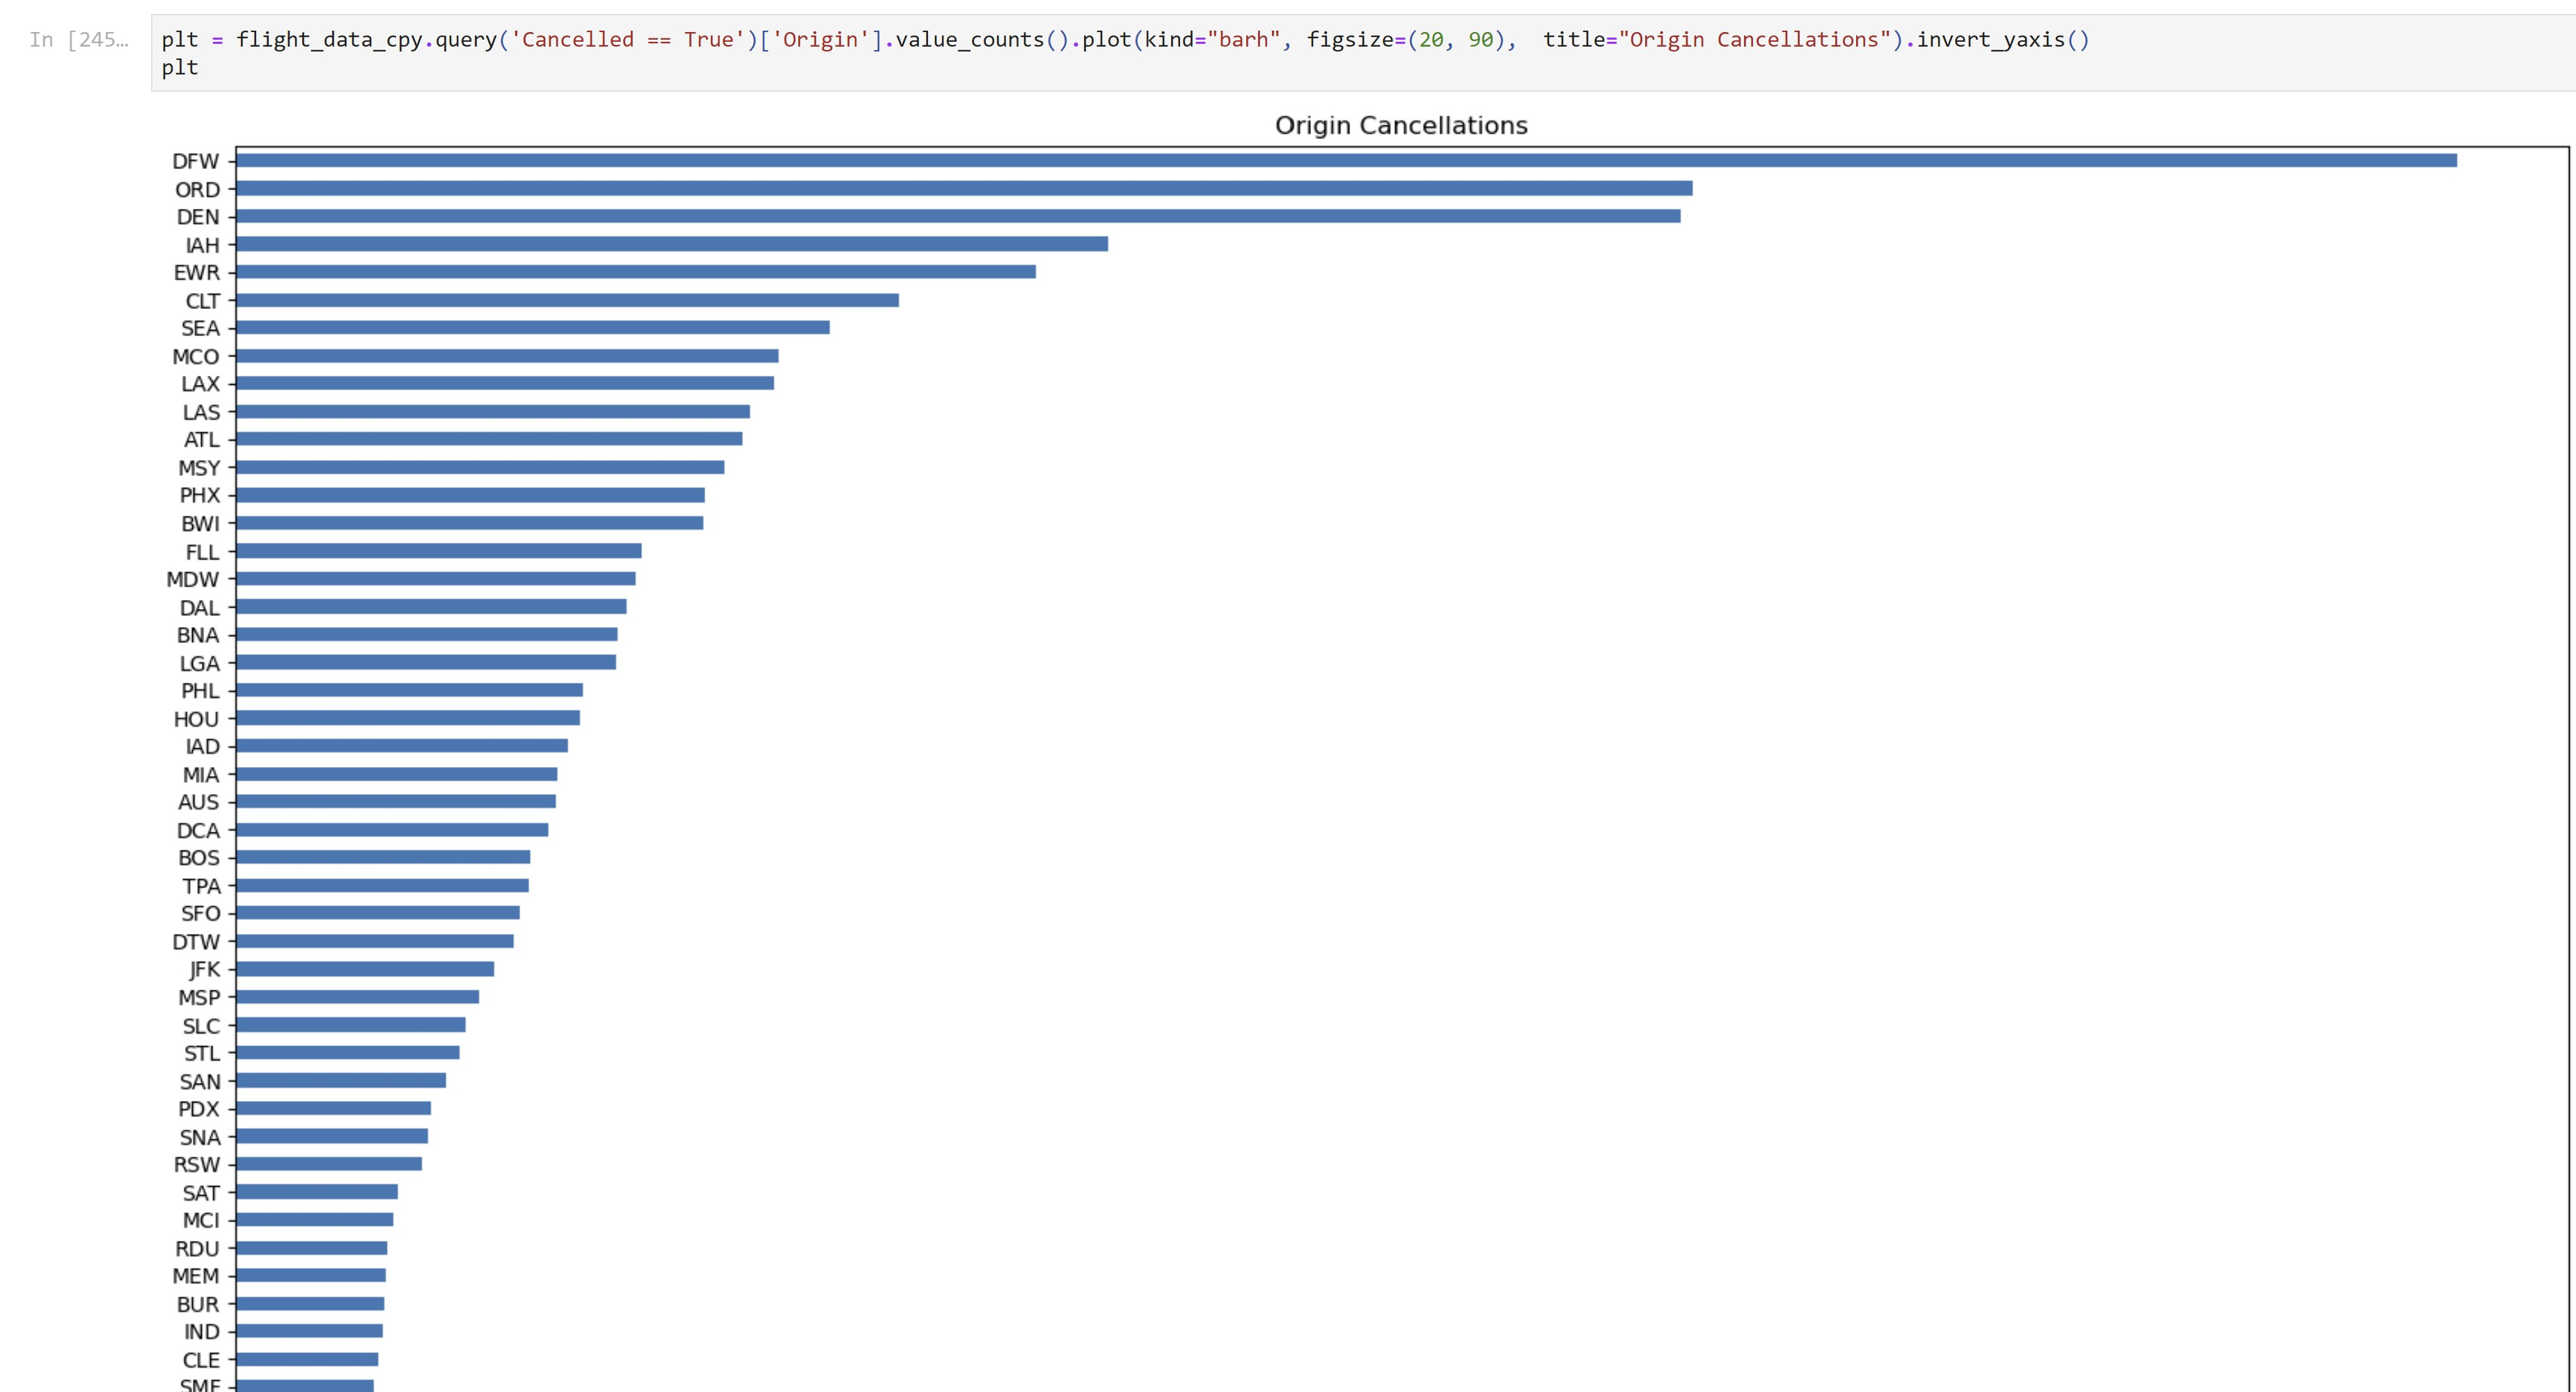 In [245…
plt = flight_data_cpy.query('Cancelled == True')['Origin'].value_counts().plot(kind="barh", figsize=(20, 90),  title="Origin Cancellations").invert_yaxis()
plt
Origin Cancellations
DFW
ORD
DEN
IAH
EWR
CLT
SEA
MCO
LAX
LAS
ATL
MSY
PHX
BWI
FLL
MDW
DAL
BNA
LGA
PHL
HOU
IAD
MIA
AUS
DCA
BOS
TPA
SFO
DTW
JFK
MSP
SLC
STL
SAN
PDX
SNA
RSW
SAT
MCI
RDU
MEM
BUR
IND
CLE